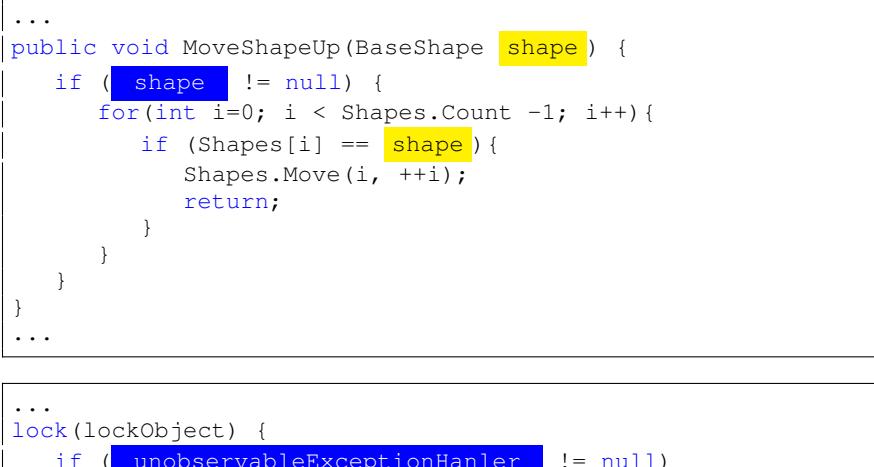 ...
public void MoveShapeUp(BaseShape shape) {
if ( shape != null) {
for(int i=0; i < Shapes.Count -1; i++){
if (Shapes[i] == shape){
Shapes.Move(i, ++i);
return;
}
}
}
}
...
...
lock(lockObject) {
if ( unobservableExceptionHanler != null)